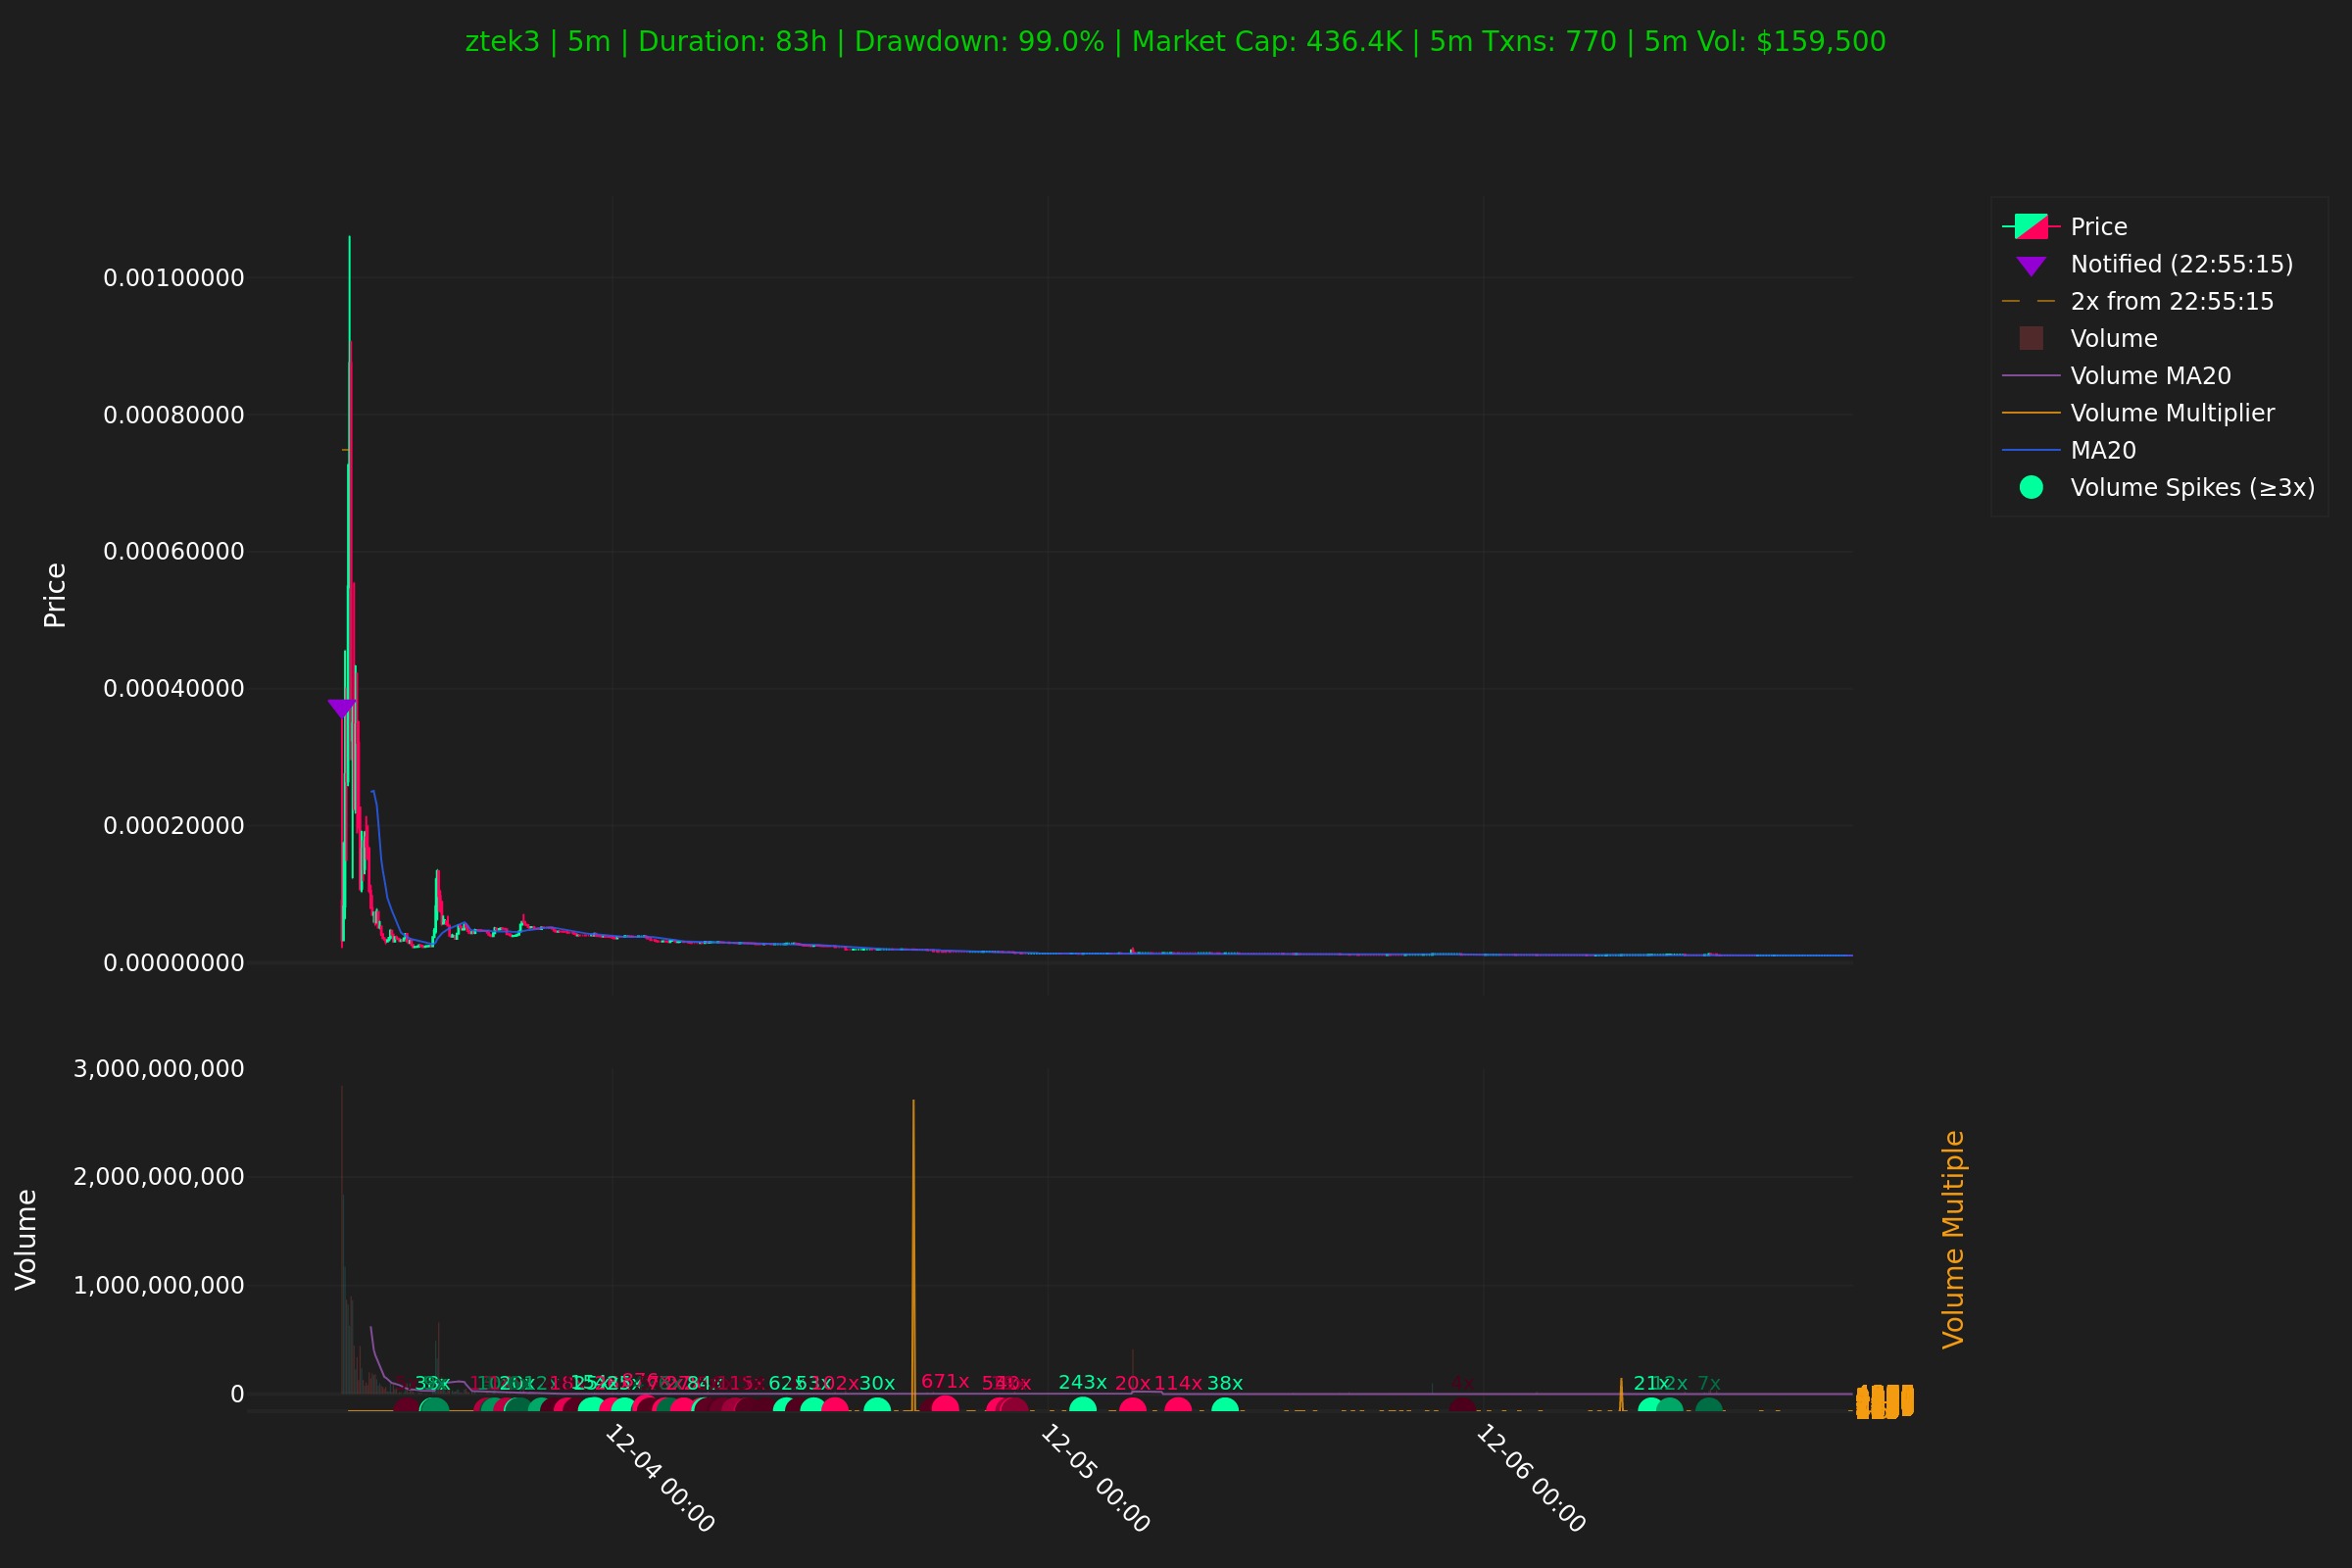 ztek3 | 5m | Duration: 83h | Drawdown: 99.0% | Market Cap: 436.4K | 5m Txns: 770 | 5m Vol: $159,500
Price
Notified (22:55:15)
2x from 22:55:15
Volume
Volume MA20
Volume Multiplier
MA20
Volume Spikes (≥3x)
Price
0.00100000
0.00080000
0.00060000
0.00040000
0.00020000
0.00000000
Volume
3,000,000,000
2,000,000,000
1,000,000,000
0
38x
30x
671x
243x
20x
114x
38x
21x
7x
Volume Multiple
12-04 00:00
12-05 00:00
12-06 00:00